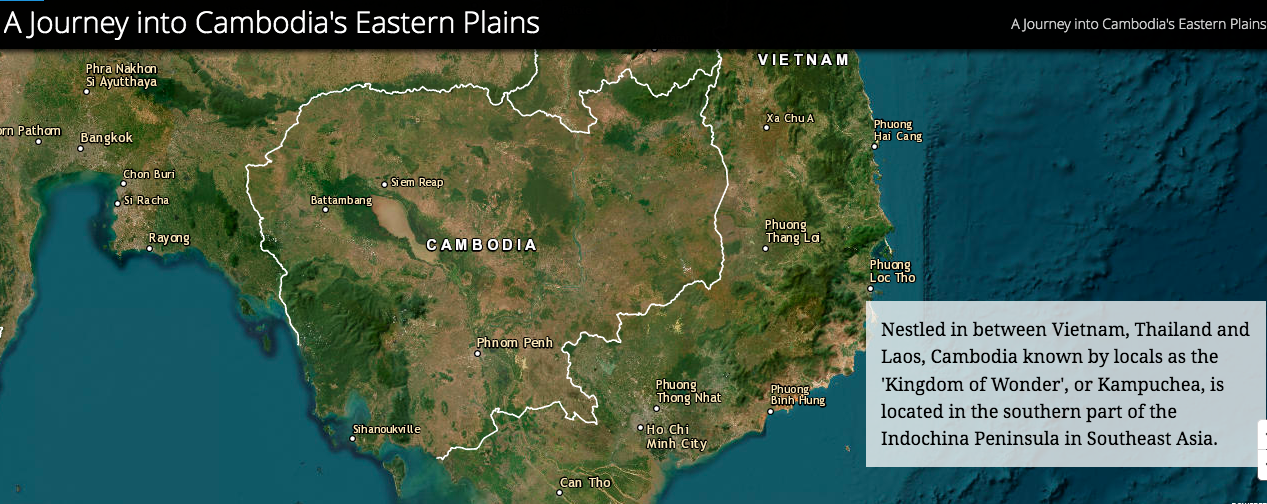 A Journey into Cambodia's Eastern Plains
A Journey into Cambodia's Eastern Plains
VIETNAM
Phra Nakhon
Si Ayutthaya
Xa Chu A
Phuong
Hai Cang
orn Pathom
Bangkok
Chon Buri
Siem Reap
Si Racha
Battambang
Phuong
Thang Loi
Rayong
CAMBODIA
Phuong
Loc Tho
Nestled in between Vietnam, Thailand and
Laos, Cambodia known by locals as the
'Kingdom of Wonder', or Kampuchea, is
located in the southern part of the
Indochina Peninsula in Southeast Asia.
Phnom Penh
Phuong
Thong Nhat
Phuong
Binh Hung
Sihanoukville
Ho Chi
Minh City
Can Tho